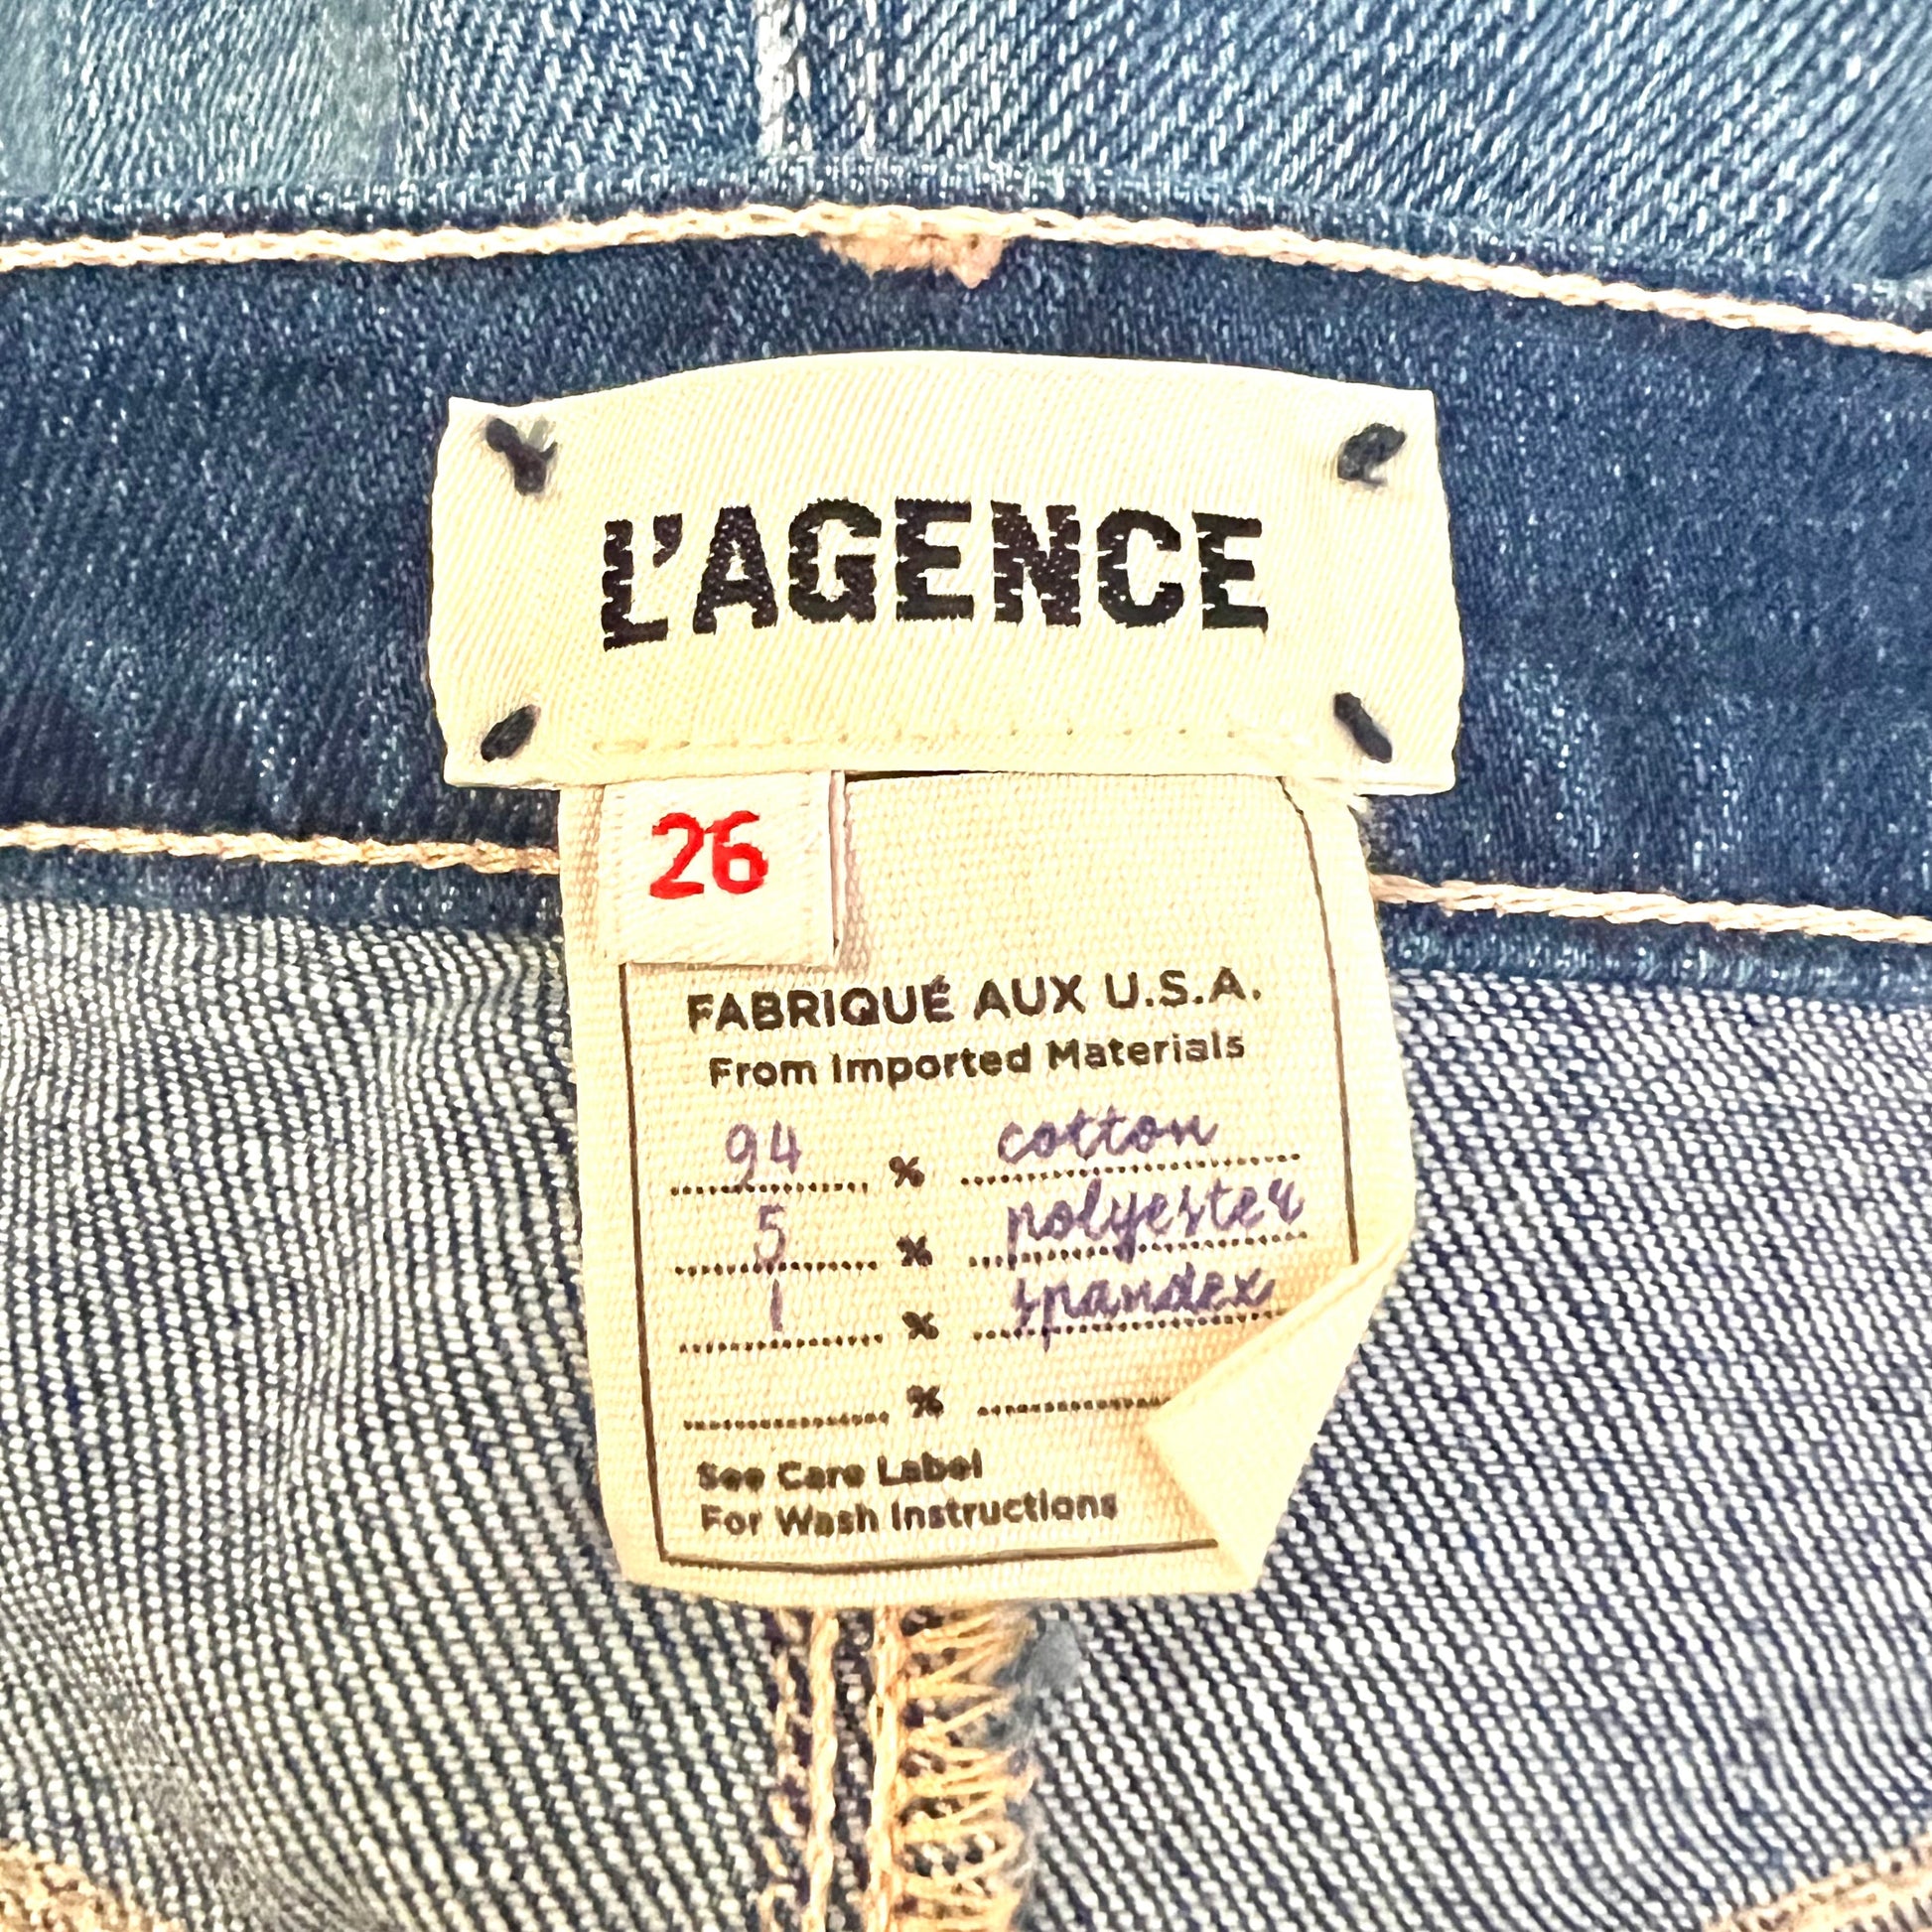 L'AGENCE
26
FABRIQUÉ AUX U.S.A.
From Imported Materials
94 % cotton
5 % polyester
1 % spandex
%
See Care Label
For Wash Instructions